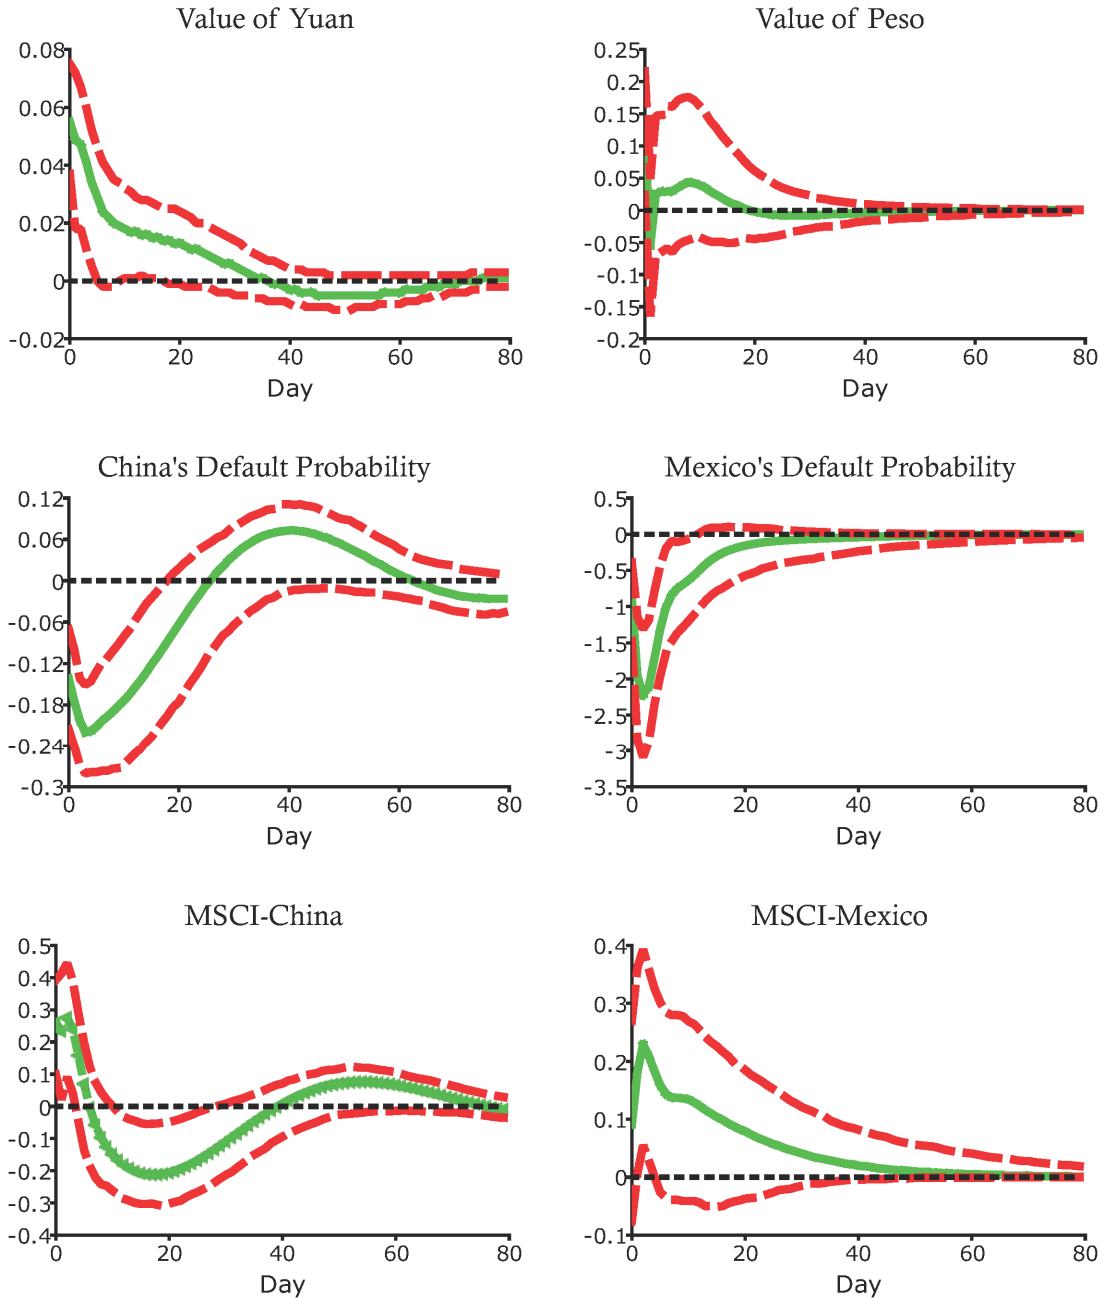 Value of Yuan
0.08
0.06
0.04
0.02
0
-0.02
0 20 40 60 80
Day
Value of Peso
0.25
0.2
0.15
0.1
0.05
0
-0.05
-0.1
-0.15
-0.2
0 20 40 60 80
Day
China's Default Probability
0.12
0.06
0
-0.06
-0.12
-0.18
-0.24
-0.3
0 20 40 60 80
Day
Mexico's Default Probability
0.5
0
-0.5
-1
-1.5
-2
-2.5
-3
-3.5
0 20 40 60 80
Day
MSCI-China
0.5
0.4
0.3
0.2
0.1
0
-0.1
-0.2
-0.3
-0.4
0 20 40 60 80
Day
MSCI-Mexico
0.4
0.3
0.2
0.1
0
-0.1
0 20 40 60 80
Day